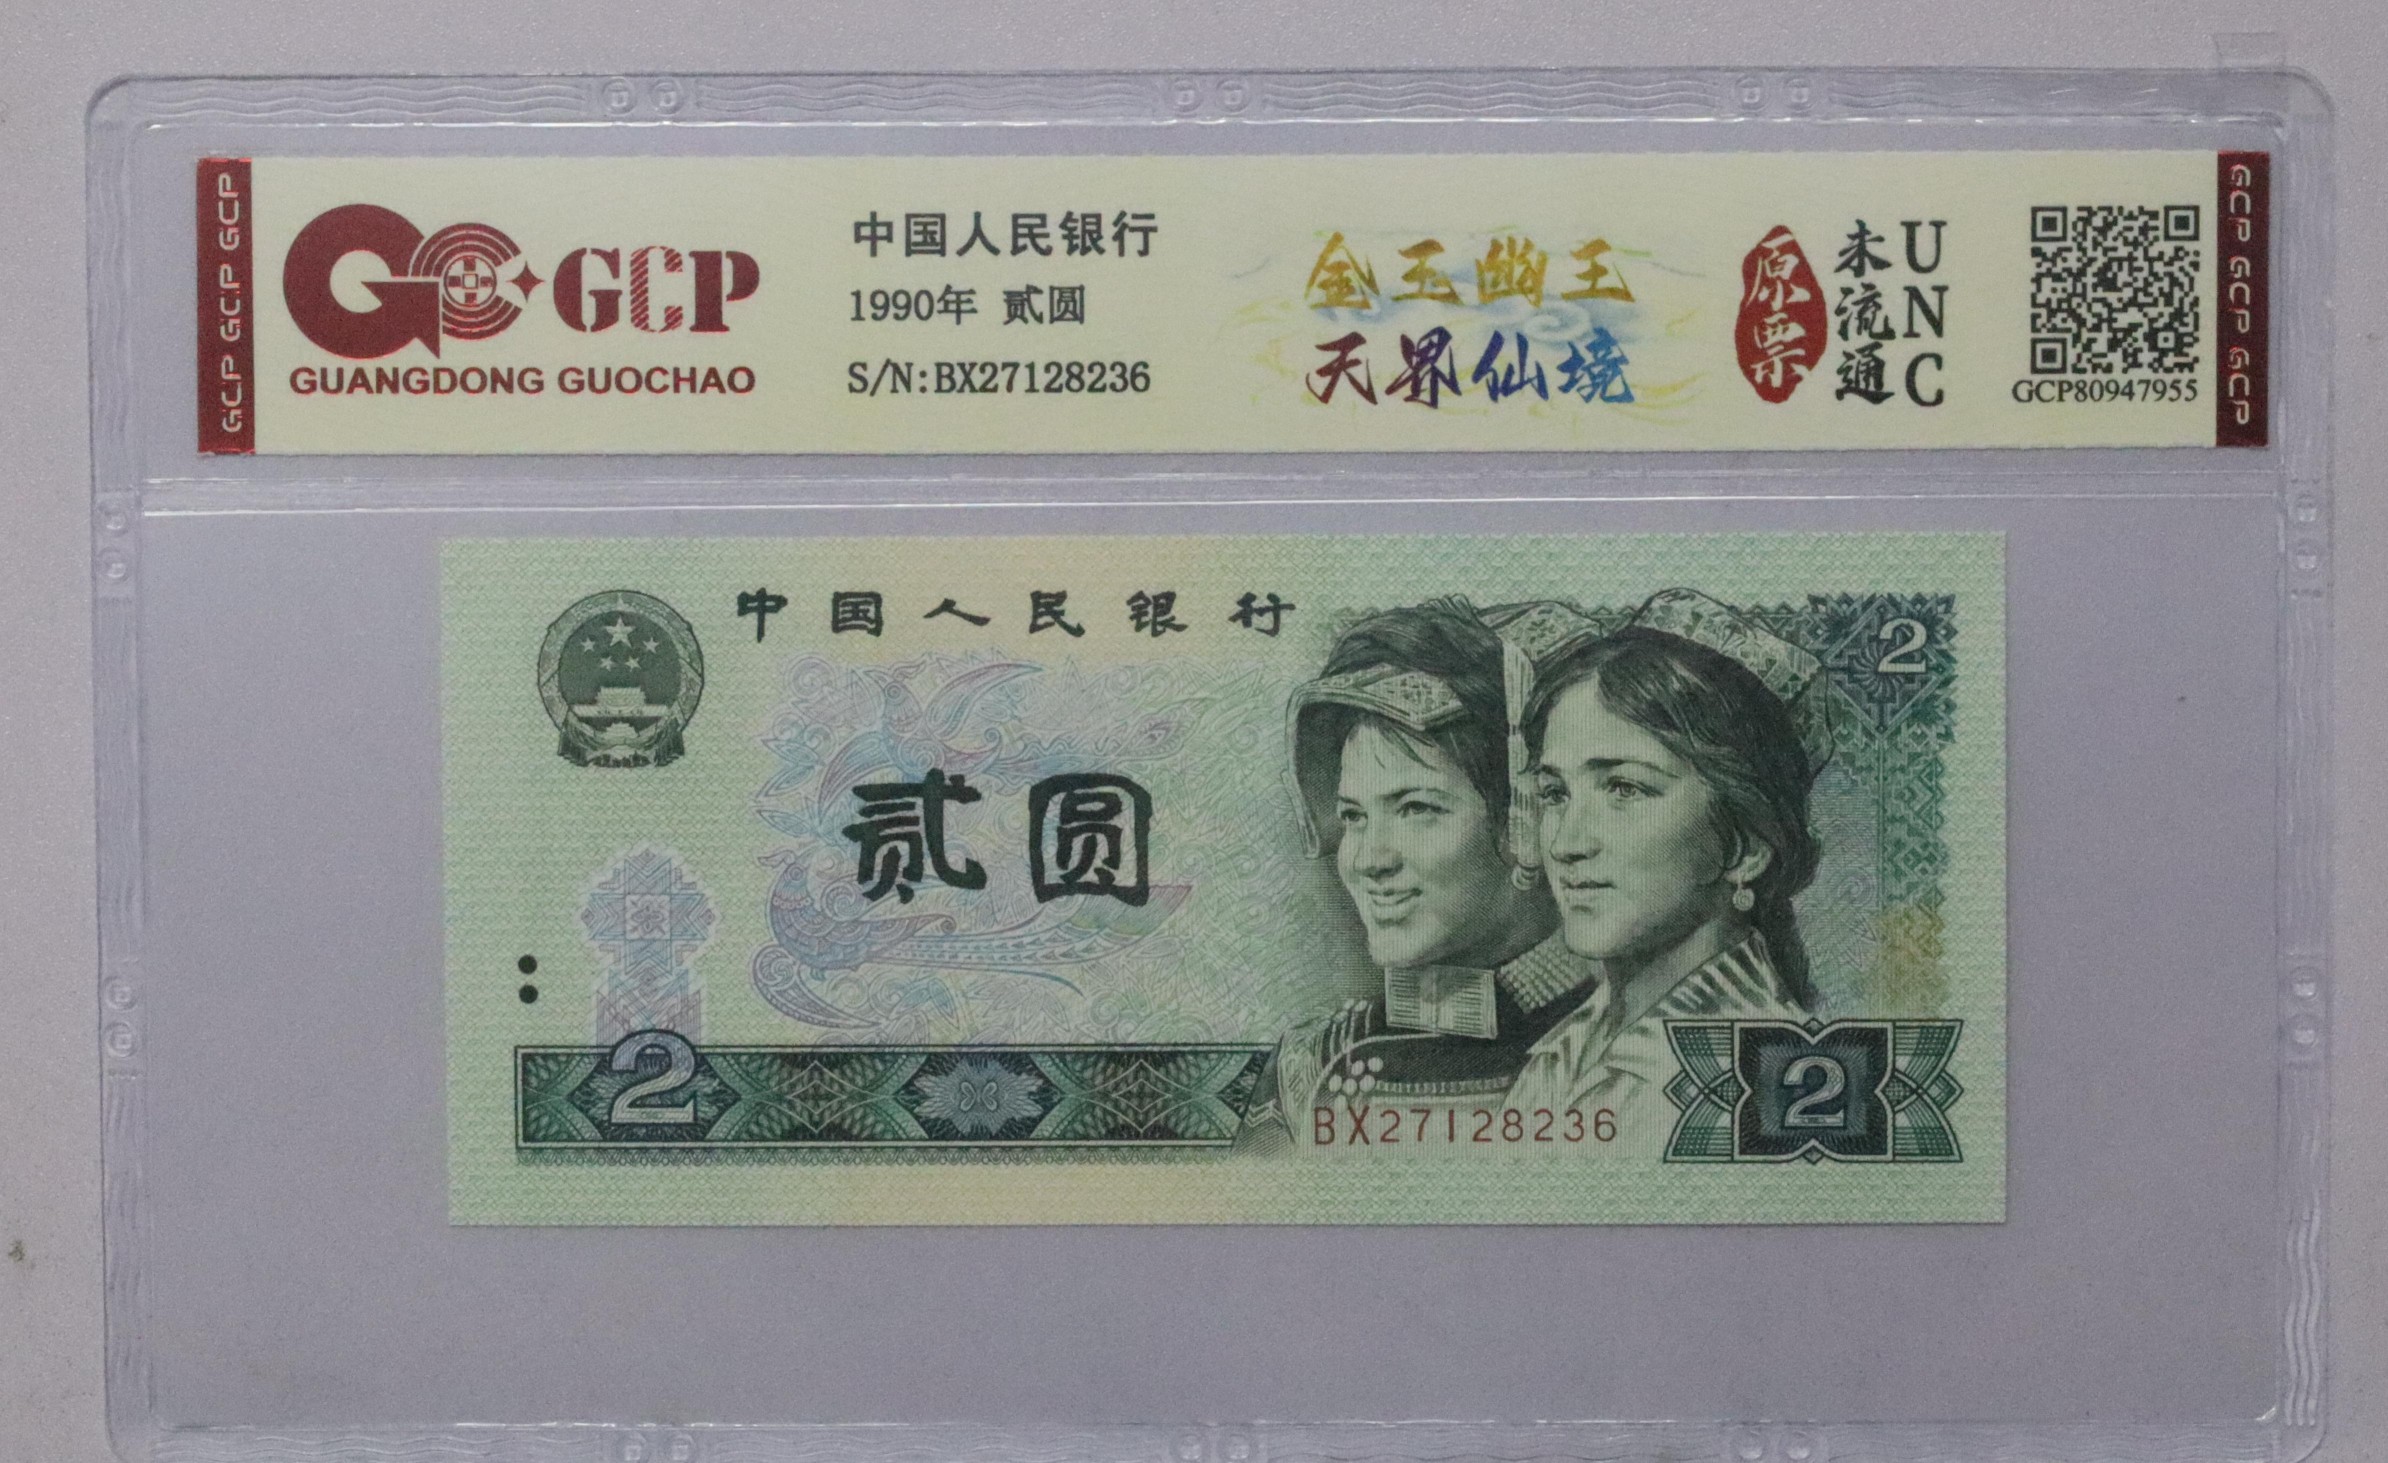 GCP GCP GCP
GCP
GUANGDONG GUOCHAO
中国人民银行
1990年 贰圆
S/N:BX27128236
金玉幽王
天界仙境
原票
未流通
UNC
GCP80947955
GCP GCP GCP
中国人民银行
2
贰圆
2
BX27128236
2